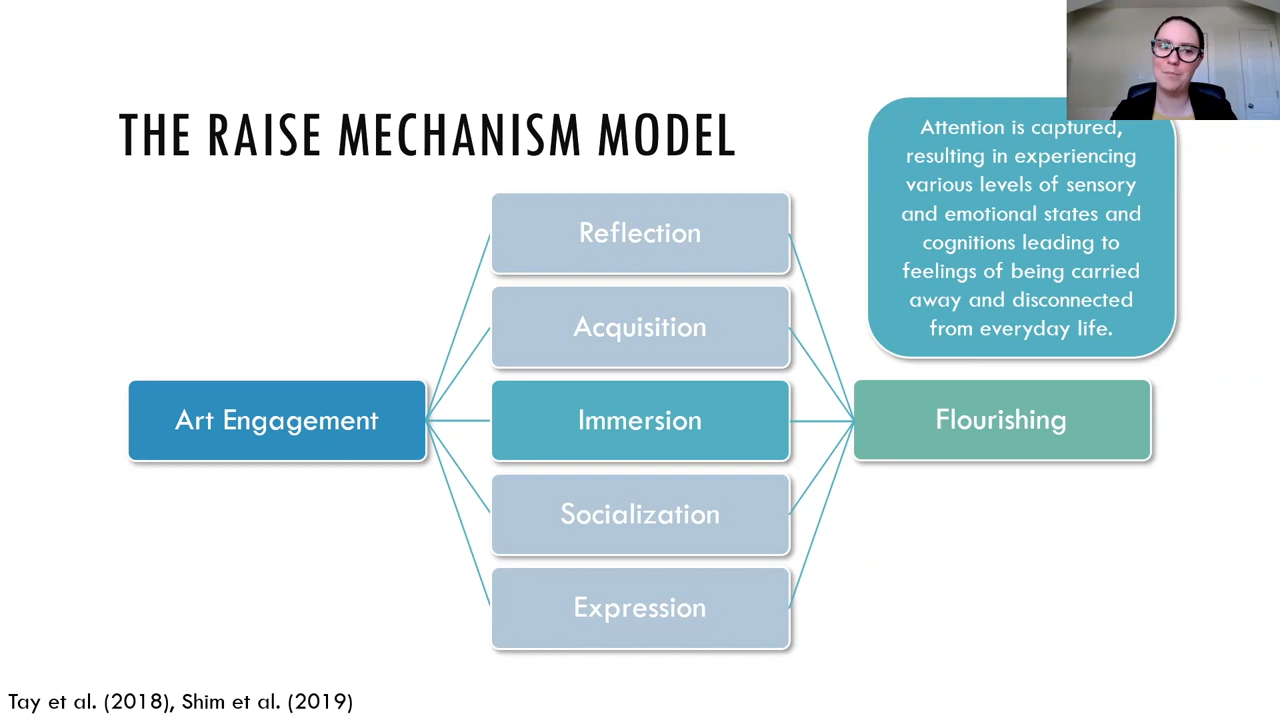 THE RAISE MECHANISM MODEL
Attention is captured,
resulting in experiencing
various levels of sensory
and emotional states and
cognitions leading to
feelings of being carried
away and disconnected
from everyday life.
Reflection
Acquisition
Art Engagement
Immersion
Flourishing
Socialization
Expression
Tay et al. (2018), Shim et al. (2019)